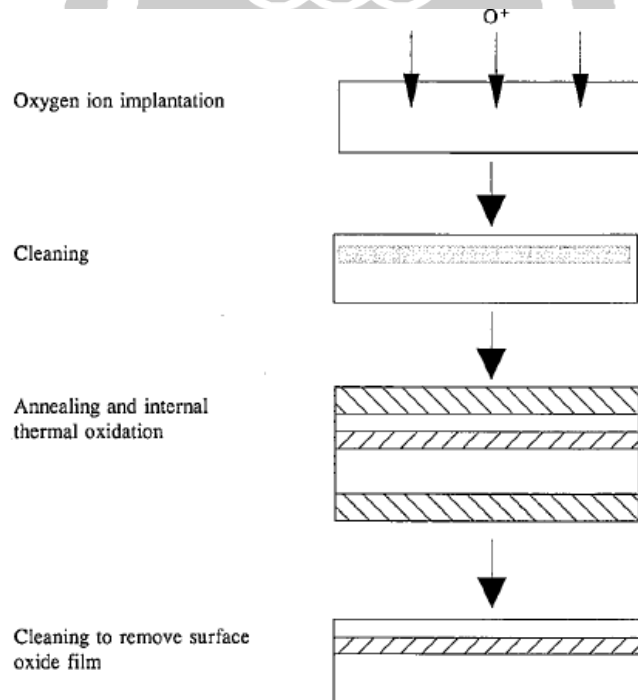 O+
Oxygen ion implantation
Cleaning
Annealing and internal
thermal oxidation
Cleaning to remove surface
oxide film